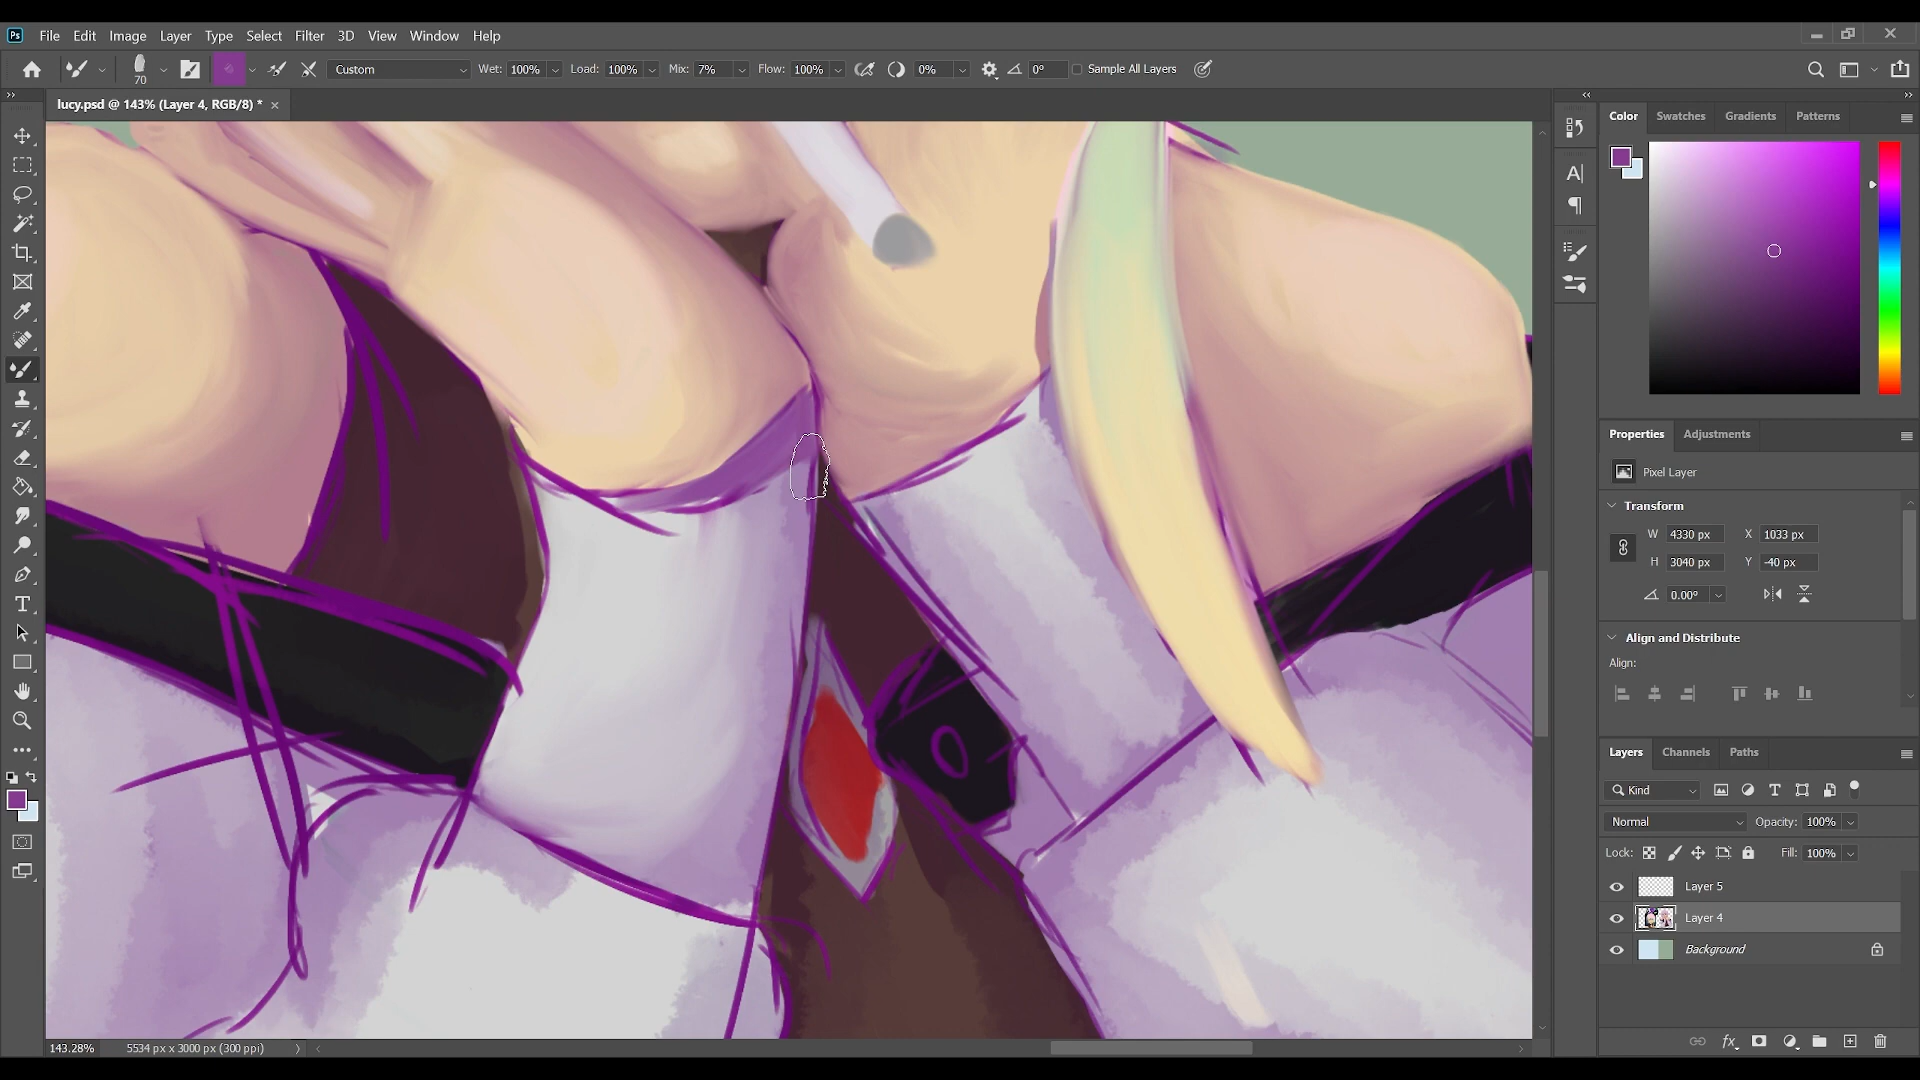 Ps File Edit Image Layer Type Select Filter 3D View Window Help
70 Custom Wet: 100% Load: 100% Mix: 7% Flow: 100% 0% 0° Sample All Layers
lucy.psd @ 143% (Layer 4, RGB/8) *
Color Swatches Gradients Patterns
Properties Adjustments
Pixel Layer
Transform
W 4330 px X 1033 px
H 3040 px Y -40 px
0.00°
Align and Distribute
Align:
Layers Channels Paths
Kind
Normal Opacity: 100%
Lock: Fill: 100%
Layer 5
Layer 4
Background
fx
143.28% 5534 px x 3000 px (300 ppi)